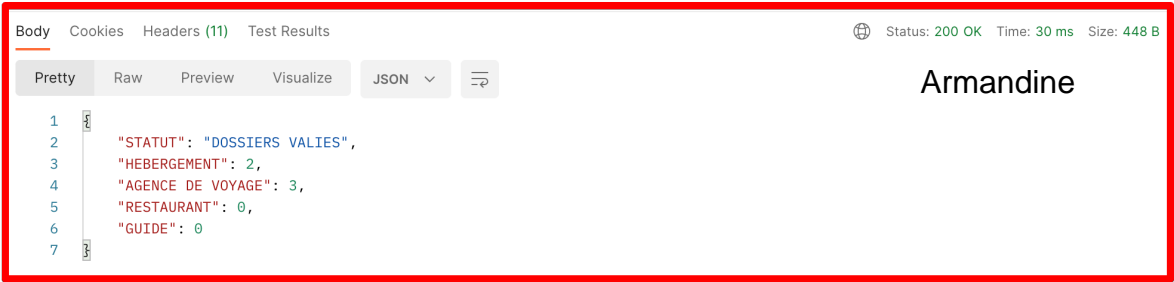 Body Cookies Headers (11) Test Results Status: 200 OK Time: 30 ms Size: 448 B
Pretty Raw Preview Visualize JSON Armandine
1 {
2 "STATUT": "DOSSIERS VALIES",
3 "HEBERGEMENT": 2,
4 "AGENCE DE VOYAGE": 3,
5 "RESTAURANT": 0,
6 "GUIDE": 0
7 }